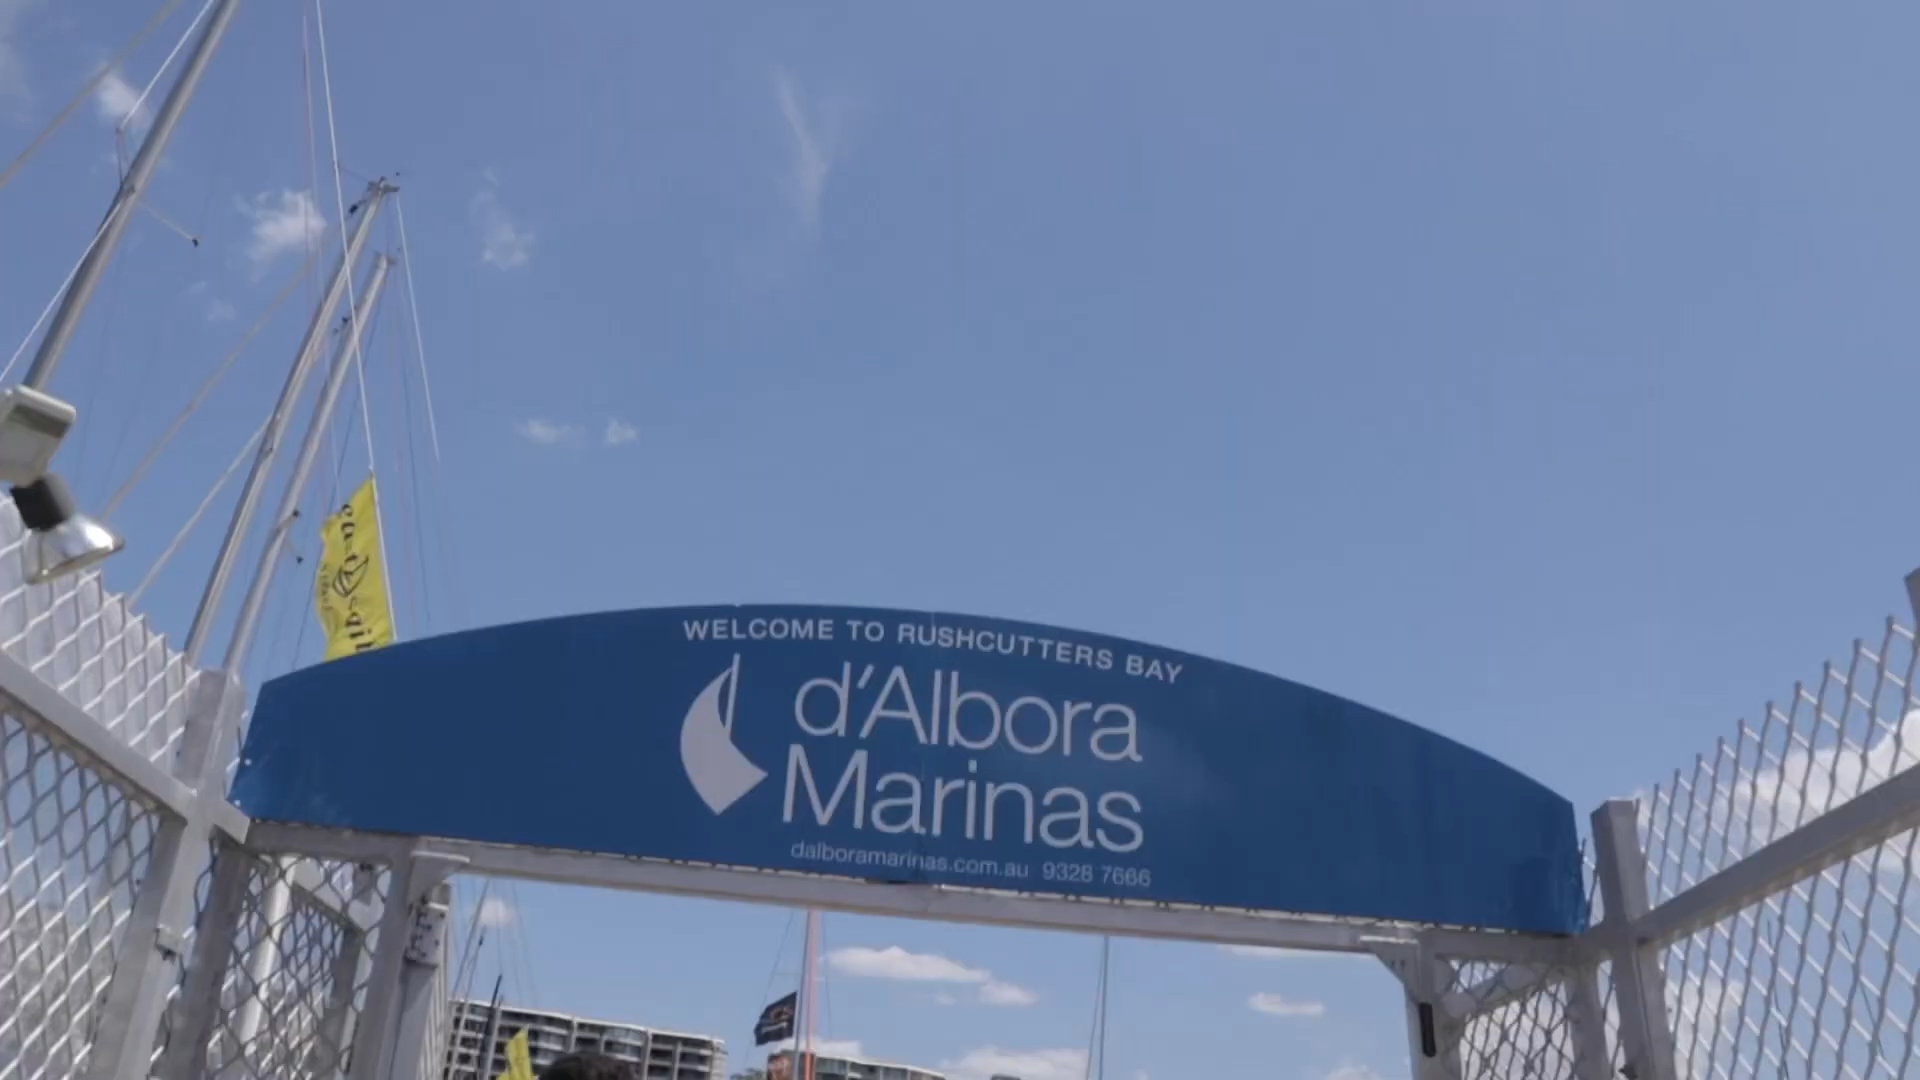 WELCOME TO RUSHCUTTERS BAY
d'Albora
Marinas
dalboramarinas.com.au 9328 7666